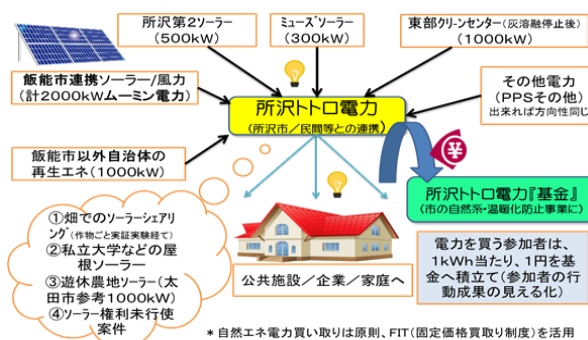 所沢第2ソーラー
(500kW)
ミューズソーラー
(300kW)
東部クリーンセンター(灰溶融停止後)
(1000kW)
飯能市連携ソーラー/風力
(計2000kWムーミン電力)
所沢トトロ電力
(所沢市/民間等との連携)
その他電力
(PPSその他)
出来れば方向性同じ
飯能市以外自治体の
再生エネ(1000kW)
¥
所沢トトロ電力『基金』
(市の自然系・温暖化防止事業に)
①畑でのソーラーシェアリ
ング(作物ごと実証実験経て)
②私立大学などの屋
根ソーラー
③遊休農地ソーラー(太
田市参考1000kW)
④ソーラー権利未行使
案件
公共施設/企業/家庭へ
電力を買う参加者は、
1kWh当たり、1円を基
金へ積立て(参加者の行
動成果の見える化)
*自然エネ電力買い取りは原則、FIT(固定価格買取り制度)を活用